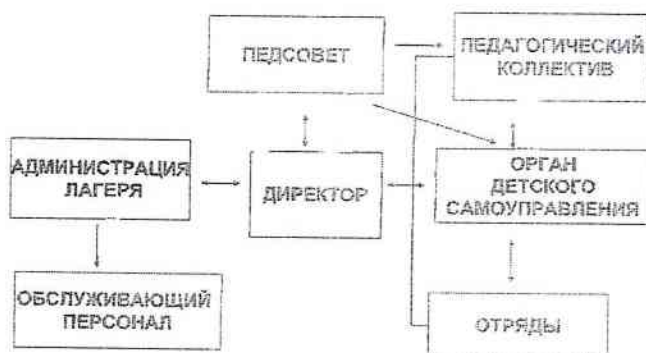 ПЕДСОВЕТ
ПЕДАГОГИЧЕСКИЙ
КОЛЛЕКТИВ
АДМИНИСТРАЦИЯ
ЛАГЕРЯ
ДИРЕКТОР
ОРГАН
ДЕТСКОГО
САМОУПРАВЛЕНИЯ
ОБСЛУЖИВАЮЩИЙ
ПЕРСОНАЛ
ОТРЯДЫ